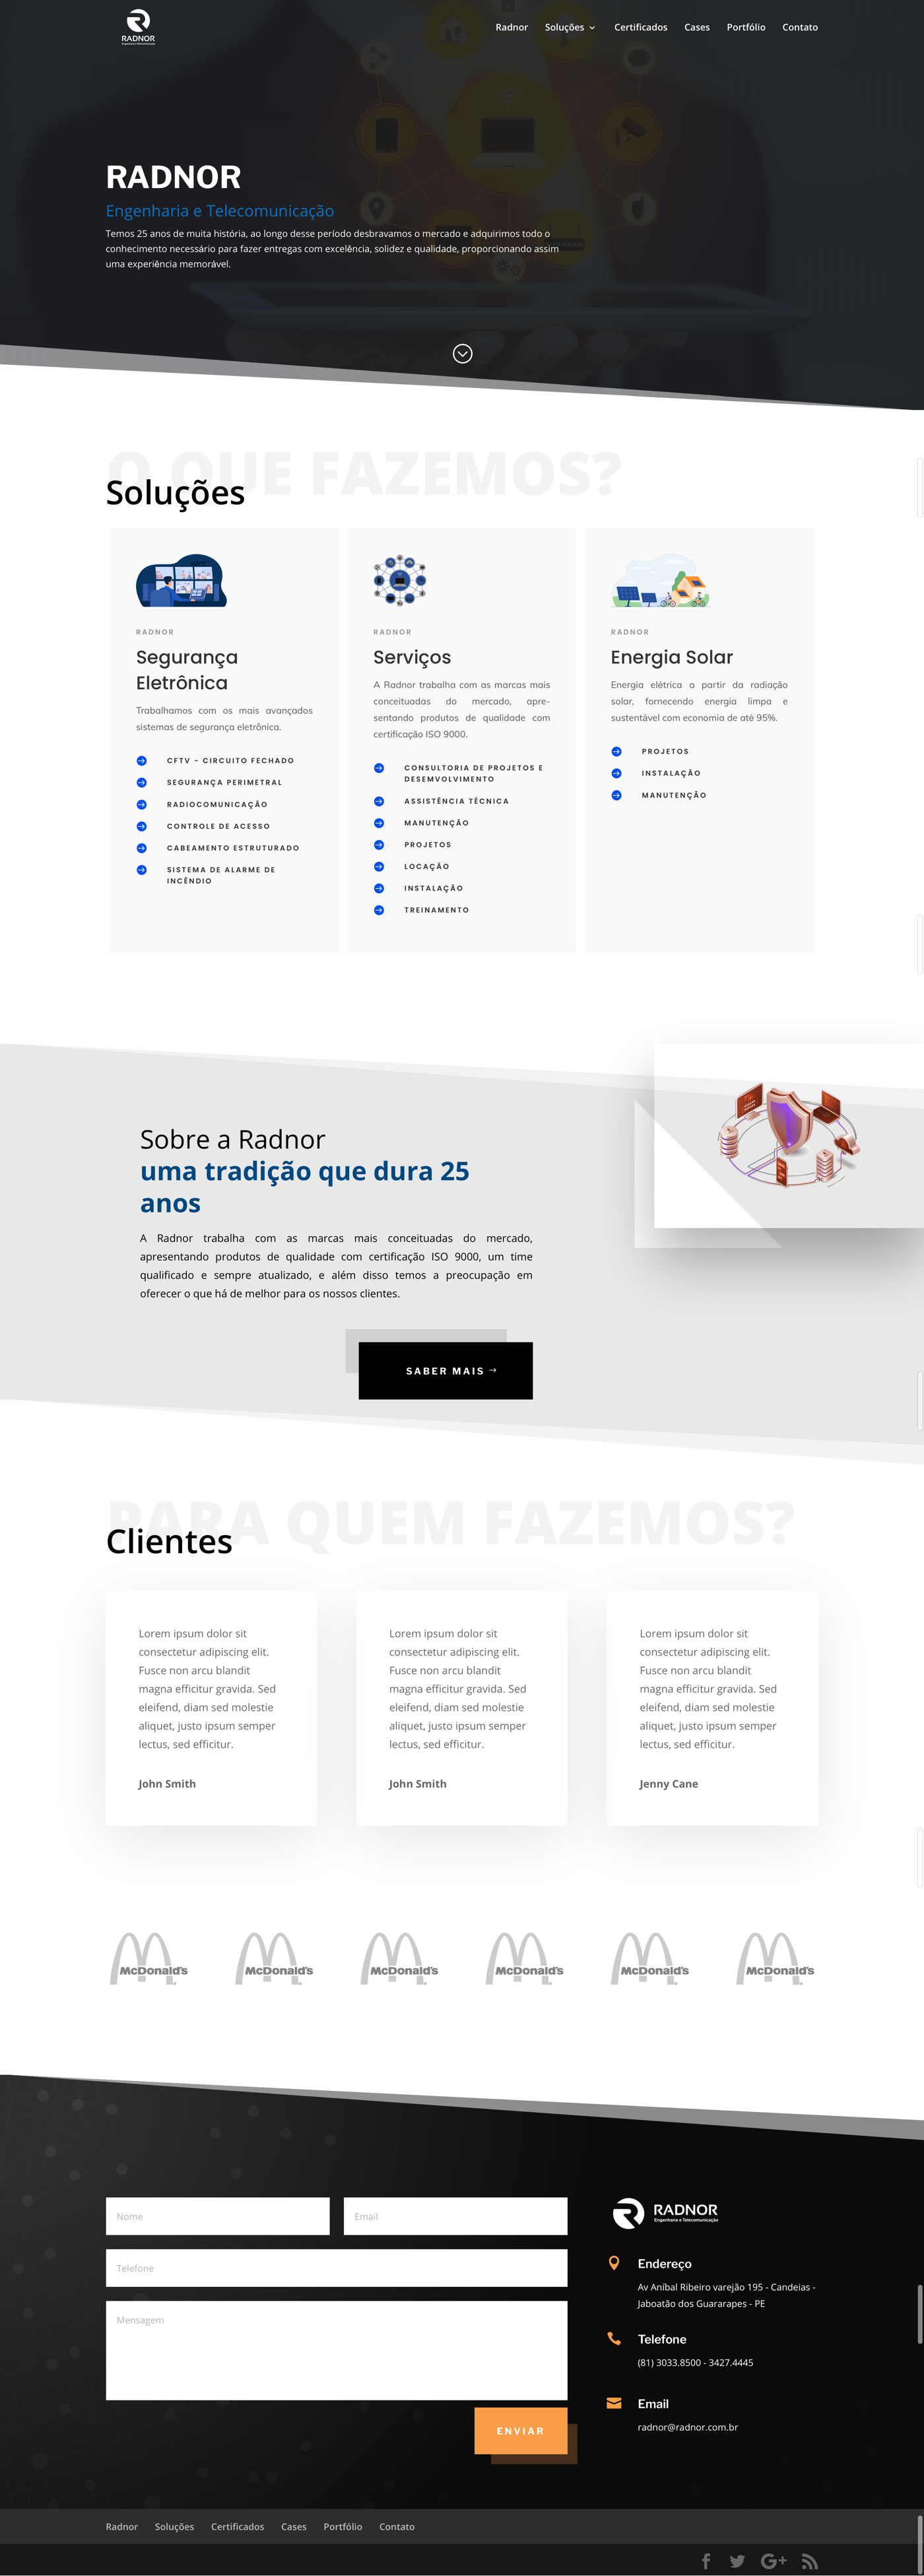 RADNOR
Engenharia e Telecomunicação
Radnor Soluções Certificados Cases Portfólio Contato
RADNOR
Engenharia e Telecomunicação
Temos 25 anos de muita história, ao longo desse período desbravamos o mercado e adquirimos todo o
conhecimento necessário para fazer entregas com excelência, solidez e qualidade, proporcionando assim
uma experiência memorável.
O QUE FAZEMOS?
Soluções
RADNOR
Segurança
Eletrônica
Trabalhamos com os mais avançados
sistemas de segurança eletrônica.
CFTV - CIRCUITO FECHADO
SEGURANÇA PERIMETRAL
RADIOCOMUNICAÇÃO
CONTROLE DE ACESSO
CABEAMENTO ESTRUTURADO
SISTEMA DE ALARME DE
INCÊNDIO
RADNOR
Serviços
A Radnor trabalha com as marcas mais
conceituadas do mercado, apre-
sentando produtos de qualidade com
certificação ISO 9000.
CONSULTORIA DE PROJETOS E
DESEMVOLVIMENTO
ASSISTÊNCIA TÉCNICA
MANUTENÇÃO
PROJETOS
LOCAÇÃO
INSTALAÇÃO
TREINAMENTO
RADNOR
Energia Solar
Energia elétrica a partir da radiação
solar, fornecendo energia limpa e
sustentável com economia de até 95%.
PROJETOS
INSTALAÇÃO
MANUTENÇÃO
Sobre a Radnor
uma tradição que dura 25
anos
A Radnor trabalha com as marcas mais conceituadas do mercado,
apresentando produtos de qualidade com certificação ISO 9000, um time
qualificado e sempre atualizado, e além disso temos a preocupação em
oferecer o que há de melhor para os nossos clientes.
SABER MAIS →
PARA QUEM FAZEMOS?
Clientes
Lorem ipsum dolor sit
consectetur adipiscing elit.
Fusce non arcu blandit
magna efficitur gravida. Sed
eleifend, diam sed molestie
aliquet, justo ipsum semper
lectus, sed efficitur.
John Smith
Lorem ipsum dolor sit
consectetur adipiscing elit.
Fusce non arcu blandit
magna efficitur gravida. Sed
eleifend, diam sed molestie
aliquet, justo ipsum semper
lectus, sed efficitur.
John Smith
Lorem ipsum dolor sit
consectetur adipiscing elit.
Fusce non arcu blandit
magna efficitur gravida. Sed
eleifend, diam sed molestie
aliquet, justo ipsum semper
lectus, sed efficitur.
Jenny Cane
McDonald's McDonald's McDonald's McDonald's McDonald's McDonald's
Nome
Email
Telefone
Mensagem
ENVIAR
RADNOR
Engenharia e Telecomunicação
Endereço
Av Aníbal Ribeiro varejão 195 - Candeias -
Jaboatão dos Guararapes - PE
Telefone
(81) 3033.8500 - 3427.4445
Email
radnor@radnor.com.br
Radnor Soluções Certificados Cases Portfólio Contato